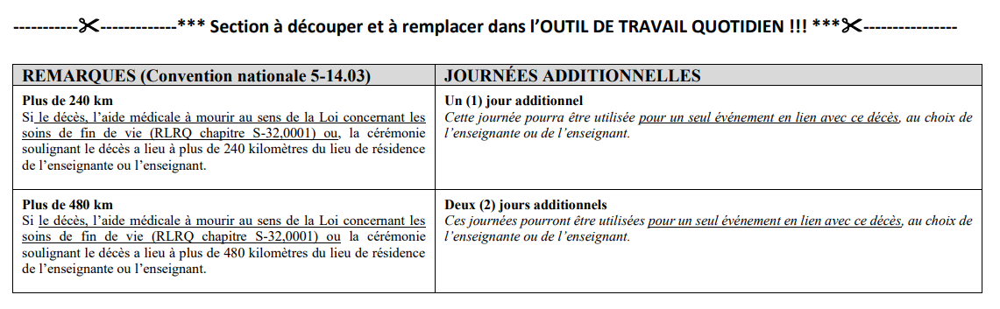 -----------✂-------------*** Section à découper et à remplacer dans l’OUTIL DE TRAVAIL QUOTIDIEN !!! ***✂----------------
REMARQUES (Convention nationale 5-14.03)
JOURNÉES ADDITIONNELLES
Plus de 240 km
Si le décès, l’aide médicale à mourir au sens de la Loi concernant les
soins de fin de vie (RLRQ chapitre S-32,0001) ou, la cérémonie
soulignant le décès a lieu à plus de 240 kilomètres du lieu de résidence
de l’enseignante ou l’enseignant.
Un (1) jour additionnel
Cette journée pourra être utilisée pour un seul événement en lien avec ce décès, au choix de
l’enseignante ou de l’enseignant.
Plus de 480 km
Si le décès, l’aide médicale à mourir au sens de la Loi concernant les
soins de fin de vie (RLRQ chapitre S-32,0001) ou la cérémonie
soulignant le décès a lieu à plus de 480 kilomètres du lieu de résidence
de l’enseignante ou l’enseignant.
Deux (2) jours additionnels
Ces journées pourront être utilisées pour un seul événement en lien avec ce décès, au choix de
l’enseignante ou de l’enseignant.